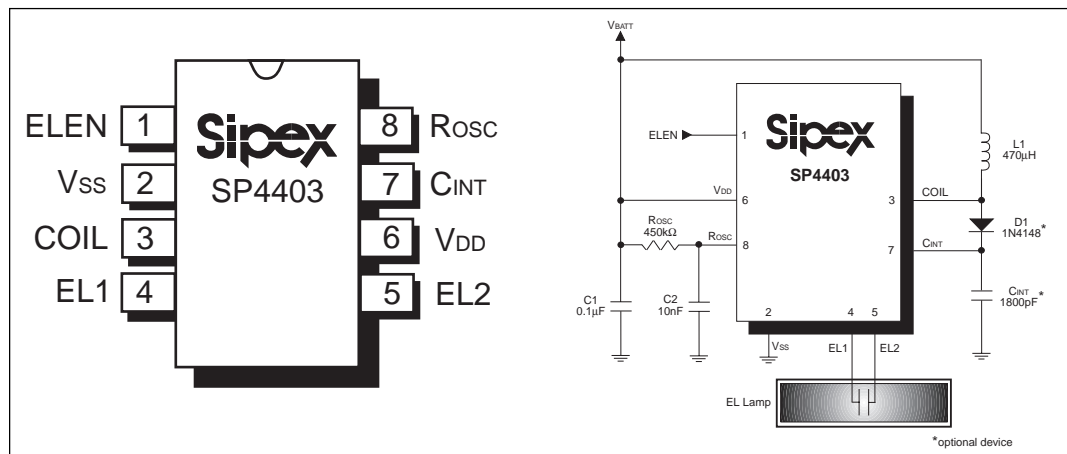 Sipex
SP4403
ELEN 1
VSS 2
COIL 3
EL1 4
8 ROSC
7 CINT
6 VDD
5 EL2
VBATT
Sipex
SP4403
ELEN
1
VDD
6
ROSC
450kΩ
ROSC
8
C1
0.1µF
C2
10nF
2
VSS
4
5
EL1
EL2
3
COIL
7
CINT
L1
470µH
D1
1N4148*
CINT*
1800pF
EL Lamp
*optional device